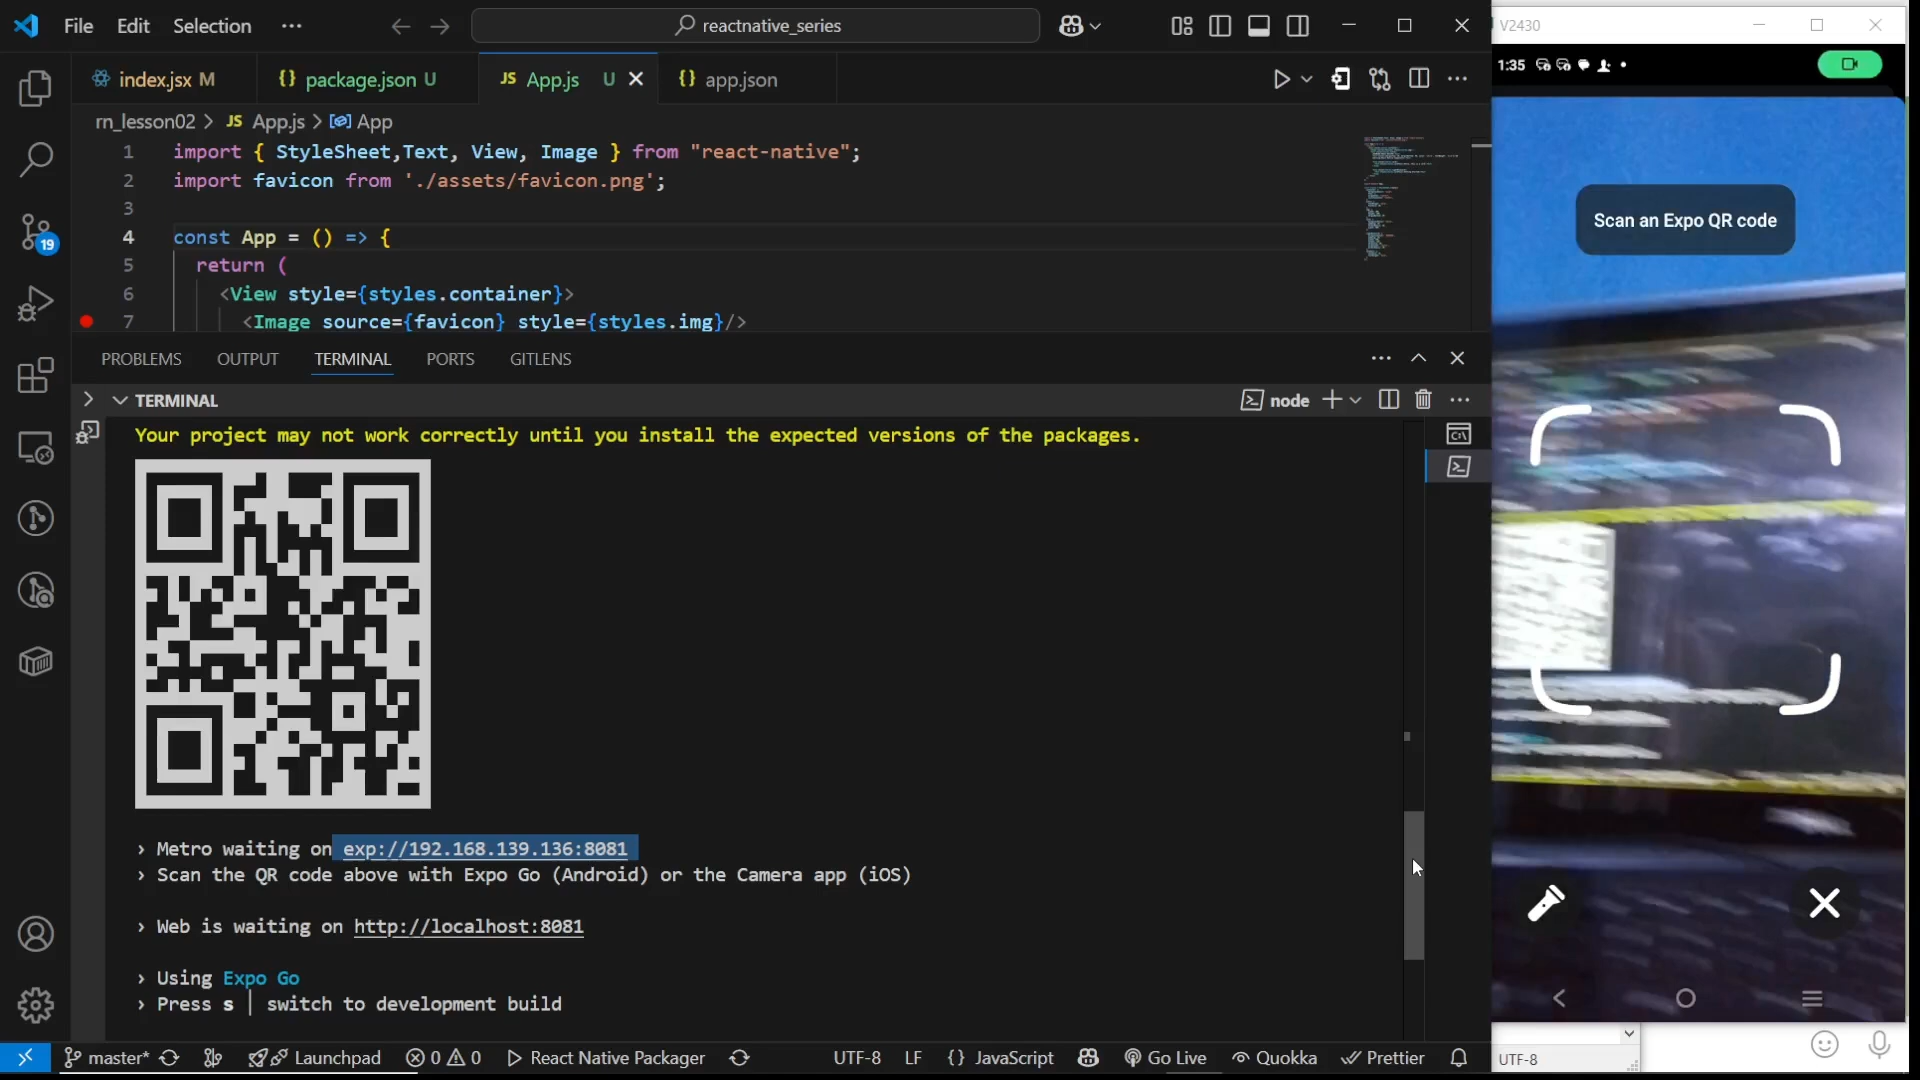 File Edit Selection ···
reactnative_series
V2430
index.jsx M
package.json U
App.js U
app.json
rn_lesson02 > App.js > App
1 import { StyleSheet,Text, View, Image } from "react-native";
2 import favicon from './assets/favicon.png';
3
4 const App = () => {
5 return (
6 <View style={styles.container}>
7 <Image source={favicon} style={styles.img}/>
PROBLEMS OUTPUT TERMINAL PORTS GITLENS
TERMINAL
node
Your project may not work correctly until you install the expected versions of the packages.
› Metro waiting on exp://192.168.139.136:8081
› Scan the QR code above with Expo Go (Android) or the Camera app (iOS)
› Web is waiting on http://localhost:8081
› Using Expo Go
› Press s │ switch to development build
19
master* Launchpad 0 0 React Native Packager UTF-8 LF {} JavaScript Go Live Quokka Prettier
1:35
Scan an Expo QR code
UTF-8